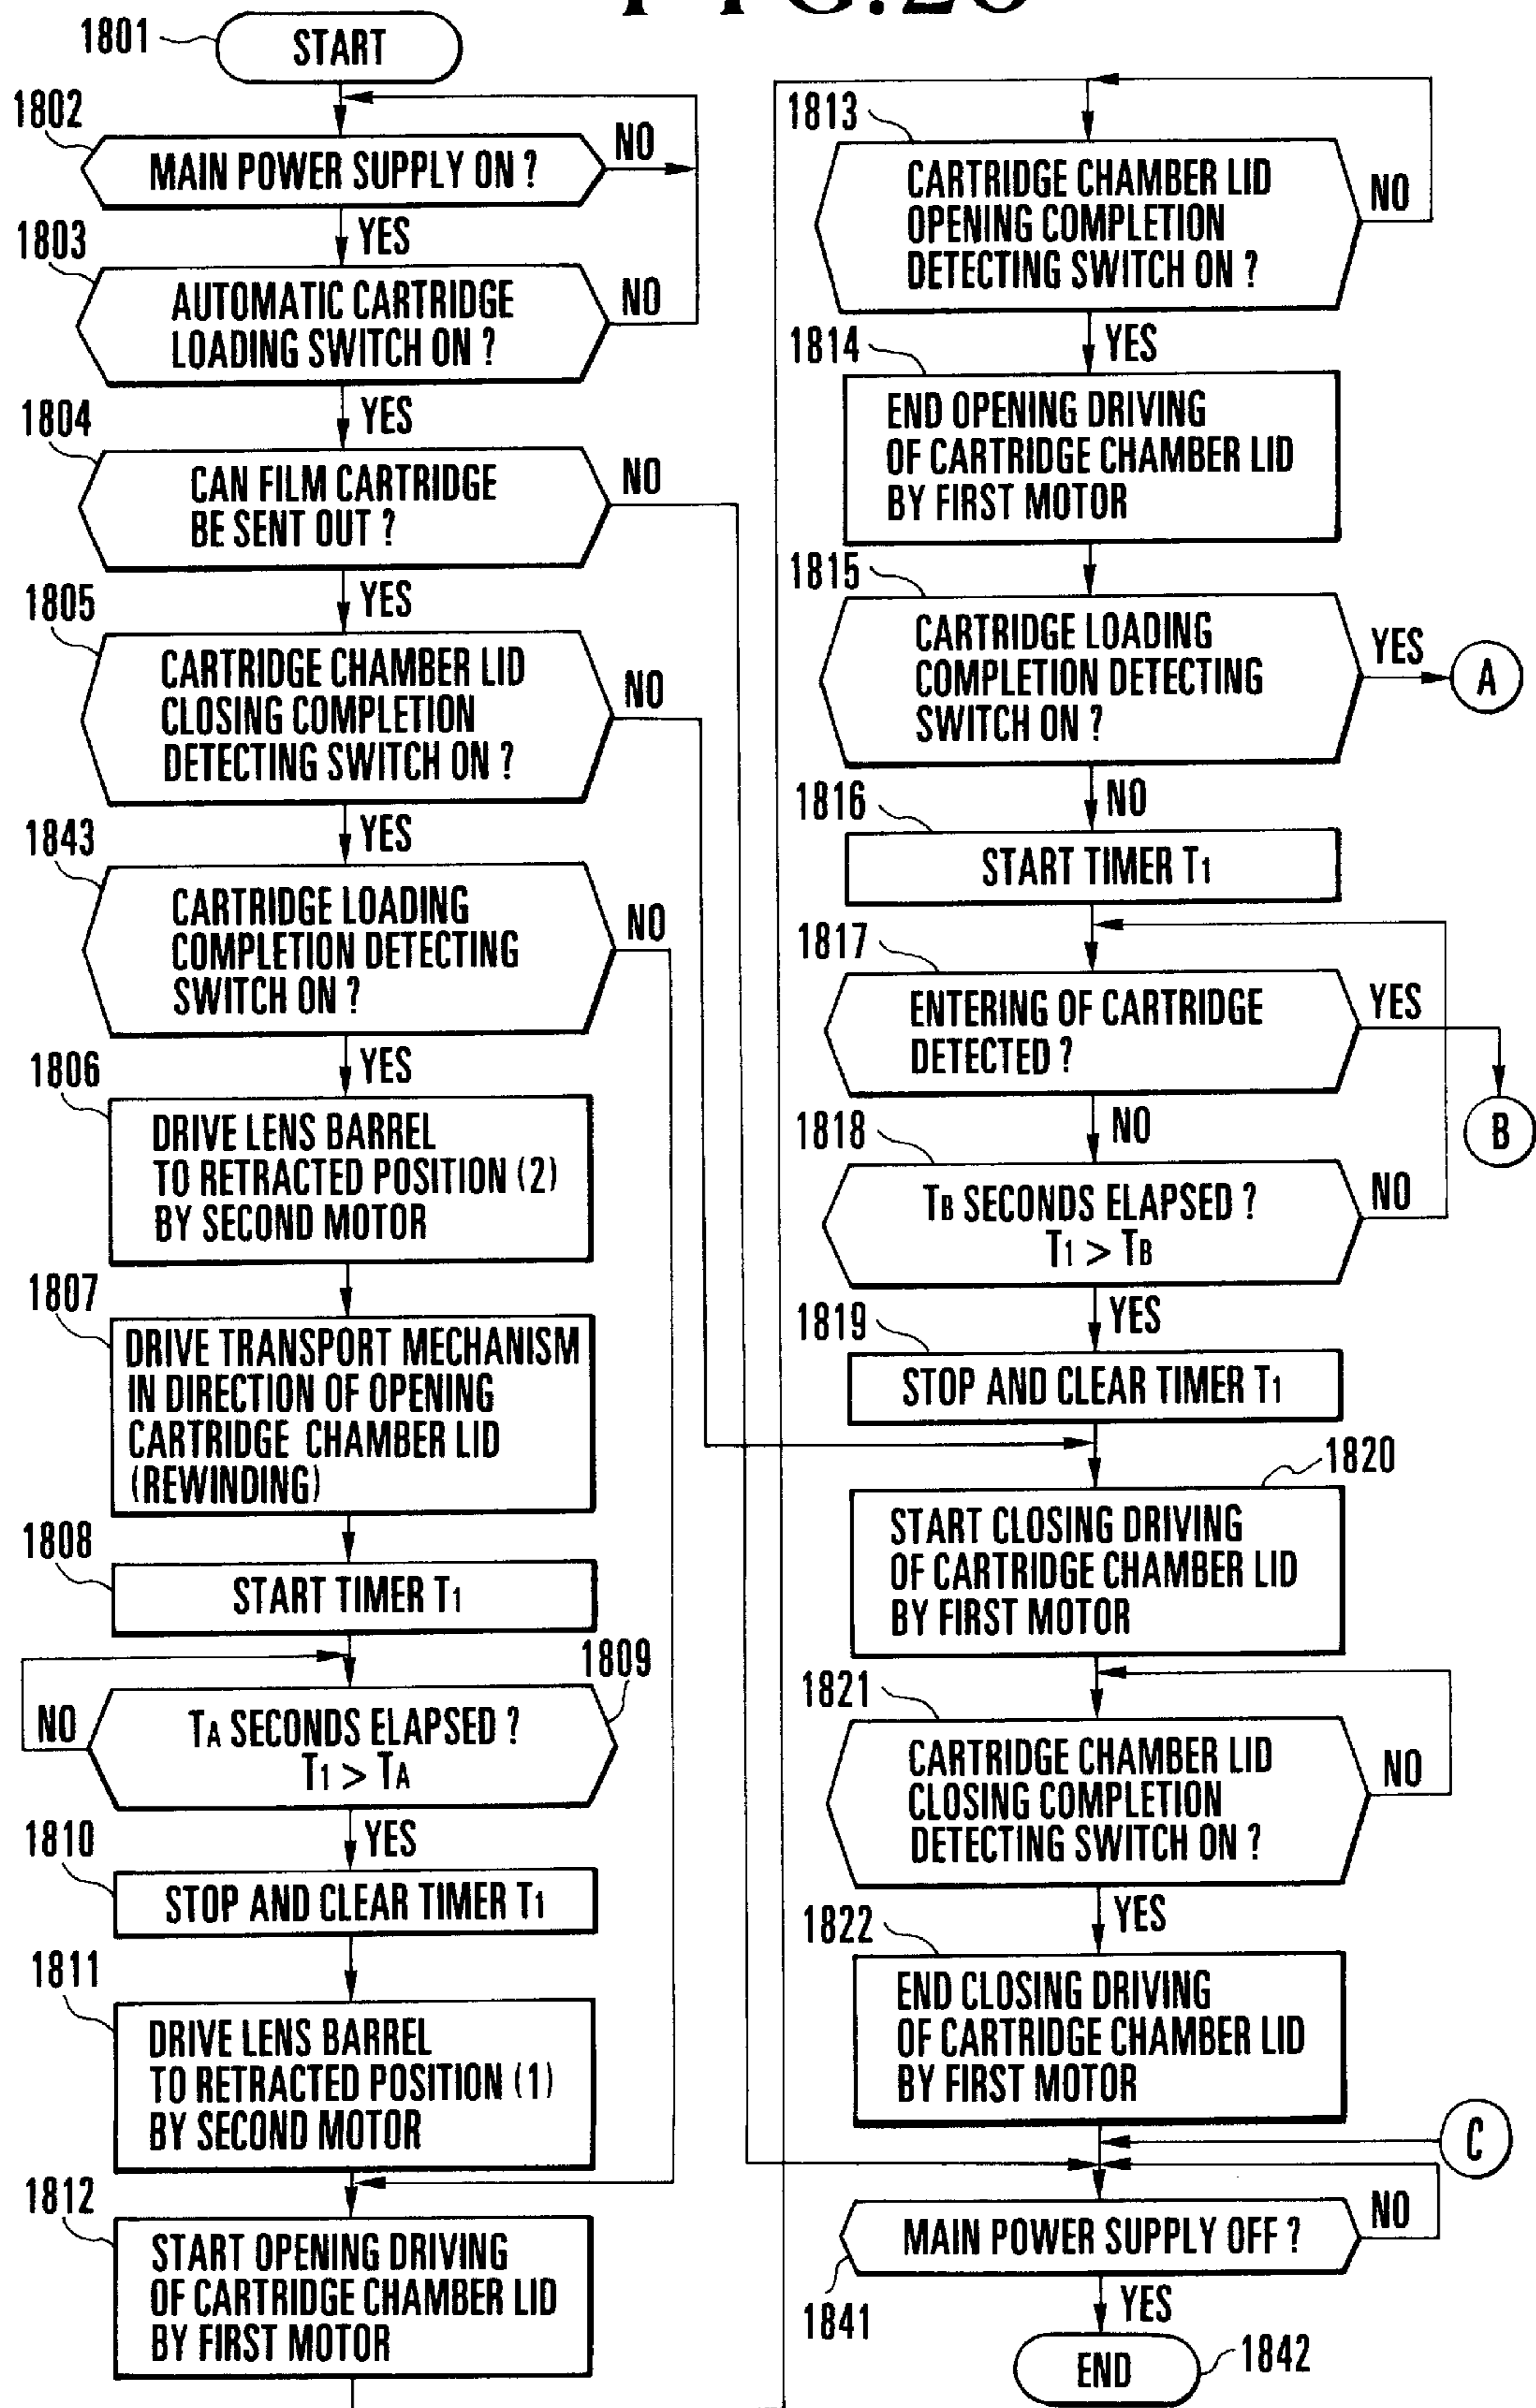 1801
START
1802
MAIN POWER SUPPLY ON ?
NO
YES
1803
AUTOMATIC CARTRIDGE
LOADING SWITCH ON ?
NO
YES
1804
CAN FILM CARTRIDGE
BE SENT OUT ?
NO
YES
1805
CARTRIDGE CHAMBER LID
CLOSING COMPLETION
DETECTING SWITCH ON ?
NO
YES
1843
CARTRIDGE LOADING
COMPLETION DETECTING
SWITCH ON ?
NO
YES
1806
DRIVE LENS BARREL
TO RETRACTED POSITION (2)
BY SECOND MOTOR
1807
DRIVE TRANSPORT MECHANISM
IN DIRECTION OF OPENING
CARTRIDGE CHAMBER LID
(REWINDING)
1808
START TIMER T1
1809
NO
TA SECONDS ELAPSED ?
T1 > TA
YES
1810
STOP AND CLEAR TIMER T1
1811
DRIVE LENS BARREL
TO RETRACTED POSITION (1)
BY SECOND MOTOR
1812
START OPENING DRIVING
OF CARTRIDGE CHAMBER LID
BY FIRST MOTOR
1813
CARTRIDGE CHAMBER LID
OPENING COMPLETION
DETECTING SWITCH ON ?
NO
YES
1814
END OPENING DRIVING
OF CARTRIDGE CHAMBER LID
BY FIRST MOTOR
1815
CARTRIDGE LOADING
COMPLETION DETECTING
SWITCH ON ?
YES
A
NO
1816
START TIMER T1
1817
ENTERING OF CARTRIDGE
DETECTED ?
YES
B
NO
1818
TB SECONDS ELAPSED ?
T1 > TB
NO
YES
1819
STOP AND CLEAR TIMER T1
1820
START CLOSING DRIVING
OF CARTRIDGE CHAMBER LID
BY FIRST MOTOR
1821
CARTRIDGE CHAMBER LID
CLOSING COMPLETION
DETECTING SWITCH ON ?
NO
YES
1822
END CLOSING DRIVING
OF CARTRIDGE CHAMBER LID
BY FIRST MOTOR
C
MAIN POWER SUPPLY OFF ?
NO
1841
YES
END
1842